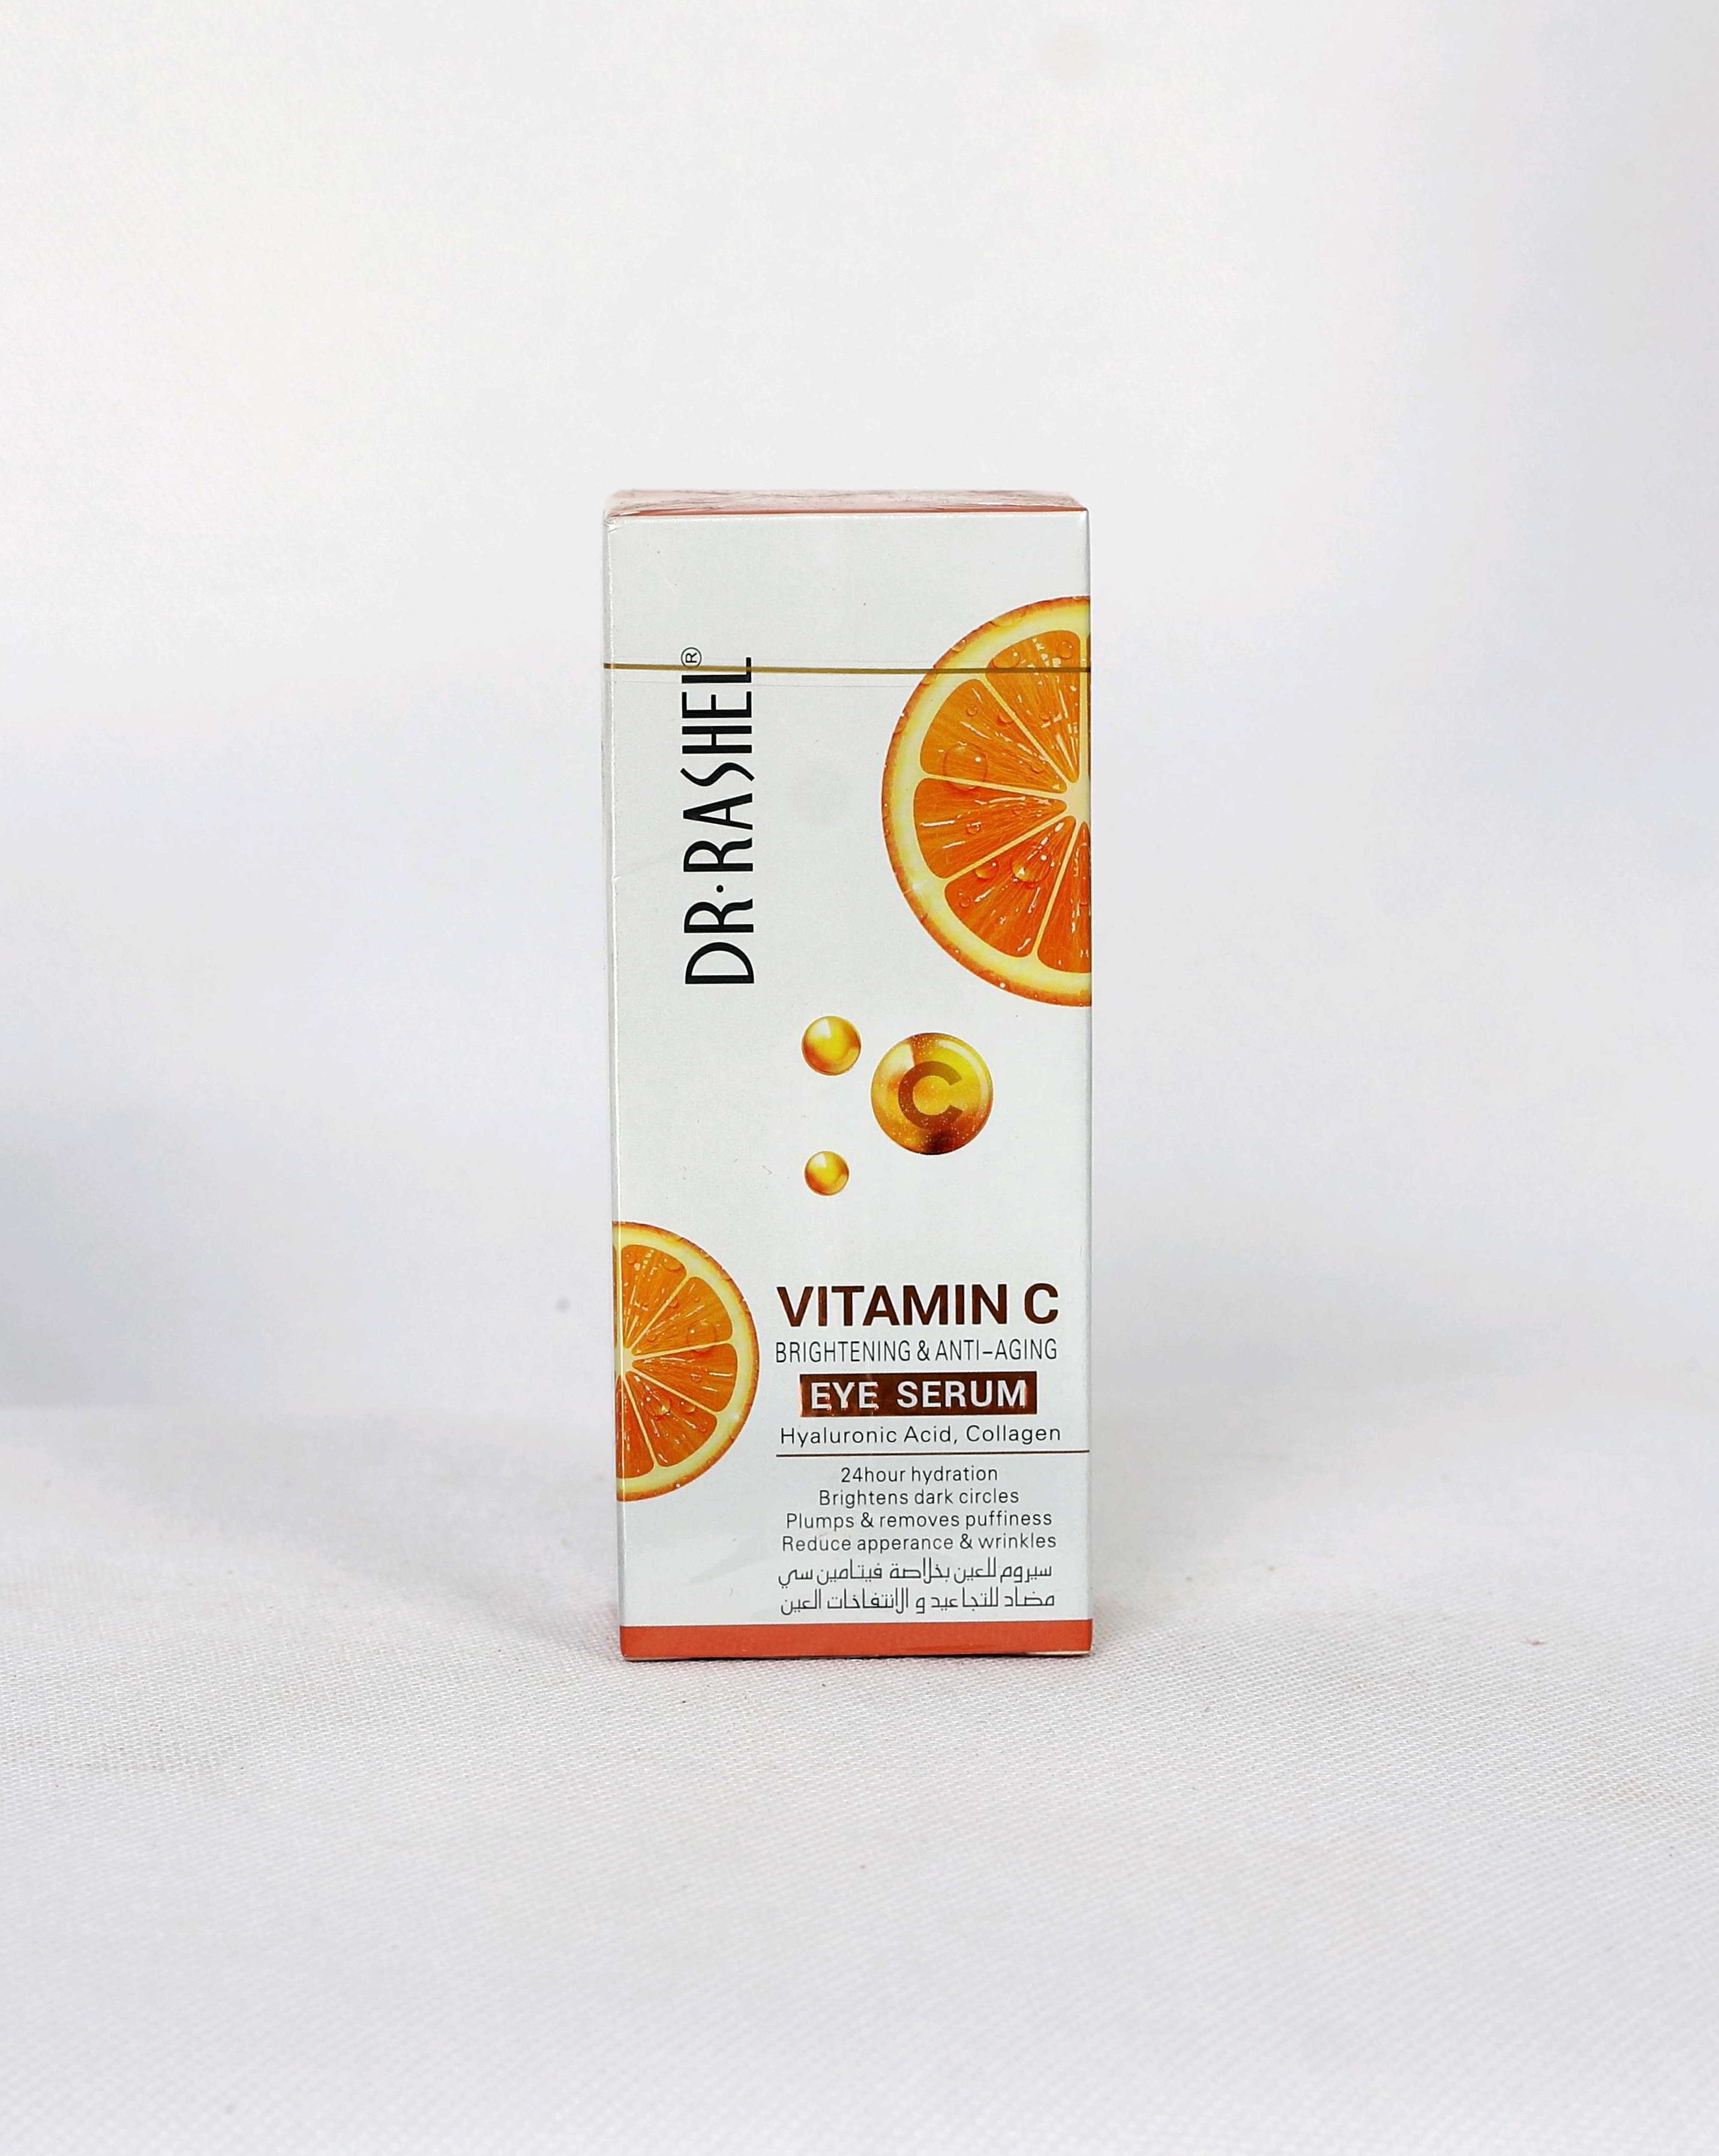 DR·RASHEL®
C
VITAMIN C
BRIGHTENING & ANTI-AGING
EYE SERUM
Hyaluronic Acid, Collagen
24hour hydration
Brightens dark circles
Plumps & removes puffiness
Reduce apperance & wrinkles
سيروم للعين بخلاصة فيتامين سي
مضاد للتجاعيد و الانتفاخات العين